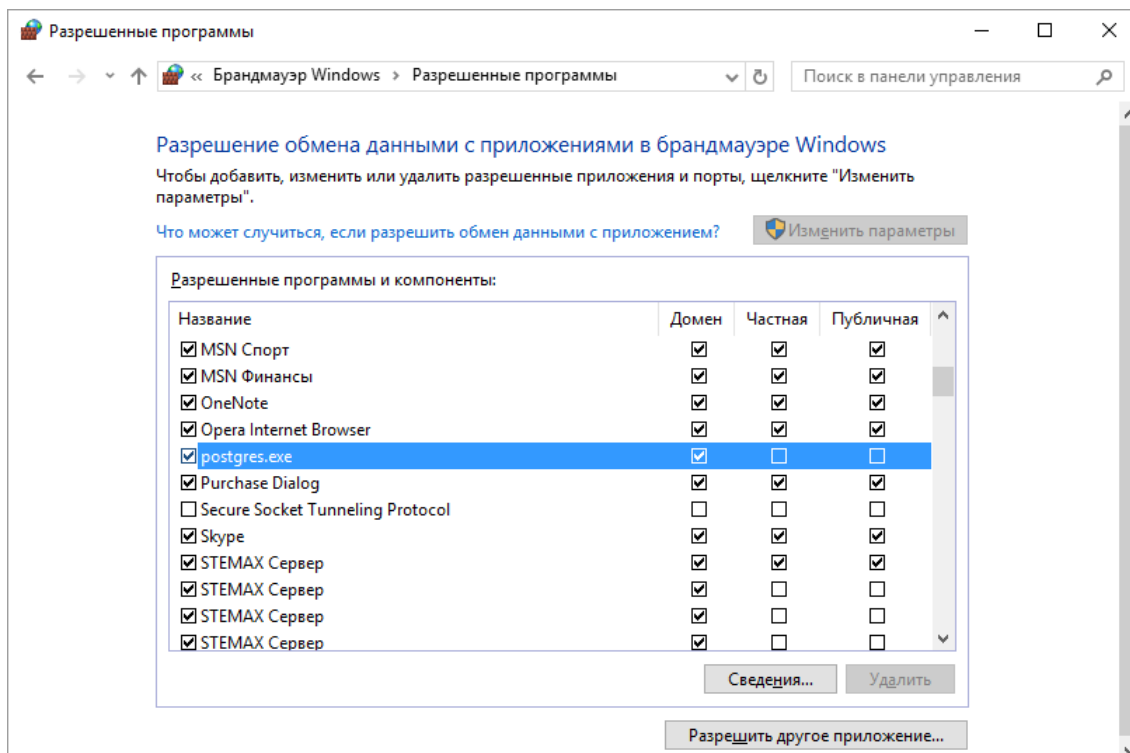 Разрешенные программы
« Брандмауэр Windows › Разрешенные программы
Поиск в панели управления
Разрешение обмена данными с приложениями в брандмауэре Windows
Чтобы добавить, изменить или удалить разрешенные приложения и порты, щелкните "Изменить
параметры".
Что может случиться, если разрешить обмен данными с приложением?
Изменить параметры
Разрешенные программы и компоненты:
Название Домен Частная Публичная
MSN Спорт
MSN Финансы
OneNote
Opera Internet Browser
postgres.exe
Purchase Dialog
Secure Socket Tunneling Protocol
Skype
STEMAX Сервер
STEMAX Сервер
STEMAX Сервер
STEMAX Сервер
Сведения... Удалить
Разрешить другое приложение...